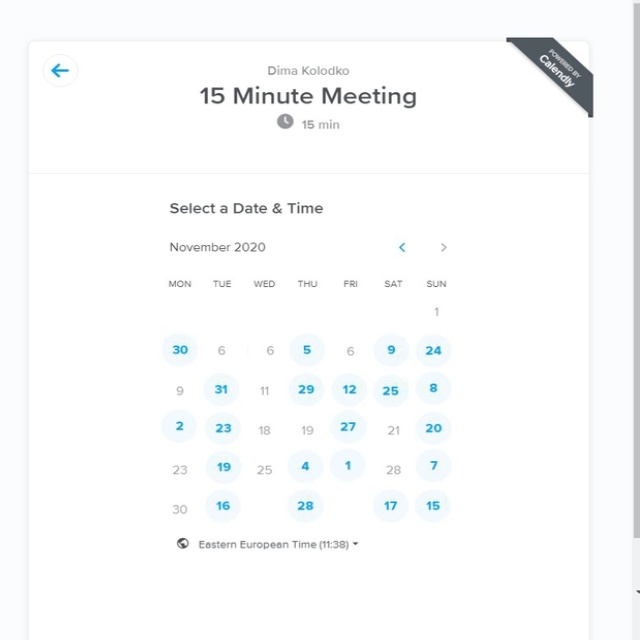 Dima Kolodko
POWERED BY
Calendly
15 Minute Meeting
15 min
Select a Date & Time
November 2020
MON TUE WED THU FRI SAT SUN
1
30 6 6 5 6 9 24
9 31 11 29 12 25 8
2 23 18 19 27 21 20
23 19 25 4 1 28 7
30 16 28 17 15
Eastern European Time (11:38)